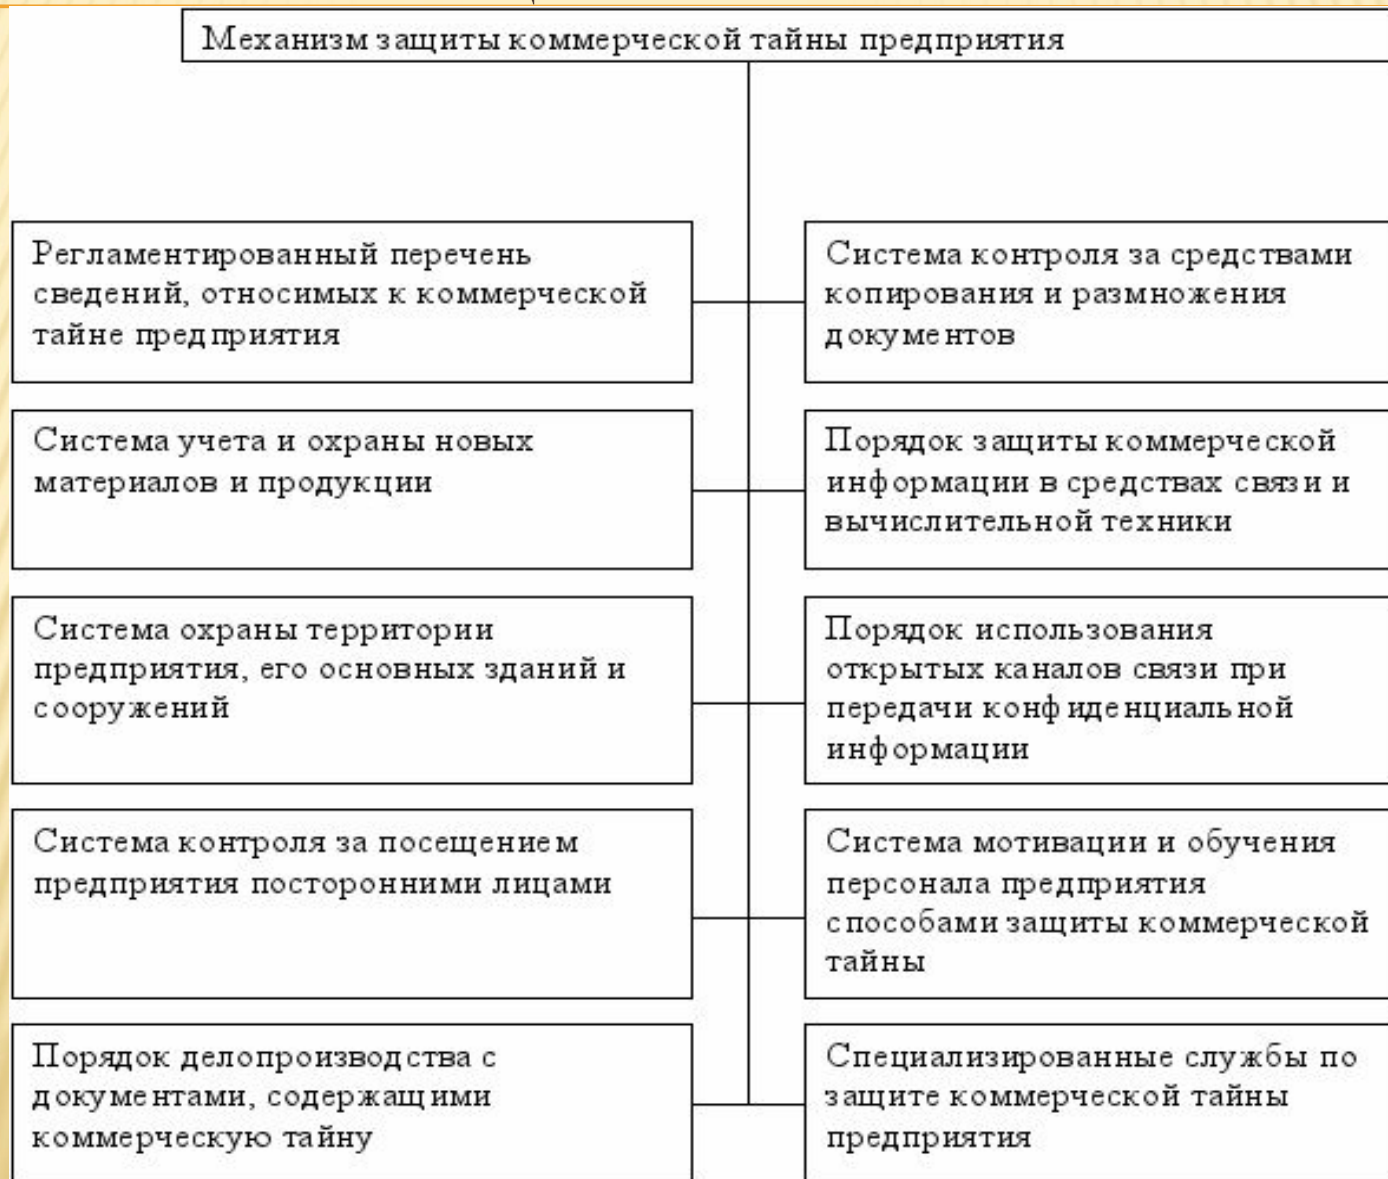 Механизм защиты коммерческой тайны предприятия
Регламентированный перечень
сведений, относимых к коммерческой
тайне предприятия
Система учета и охраны новых
материалов и продукции
Система охраны территории
предприятия, его основных зданий и
сооружений
Система контроля за посещением
предприятия посторонними лицами
Порядок делопроизводства с
документами, содержащими
коммерческую тайну
Система контроля за средствами
копирования и размножения
документов
Порядок защиты коммерческой
информации в средствах связи и
вычислительной техники
Порядок использования
открытых каналов связи при
передачи конфиденциальной
информации
Система мотивации и обучения
персонала предприятия
способами защиты коммерческой
тайны
Специализированные службы по
защите коммерческой тайны
предприятия